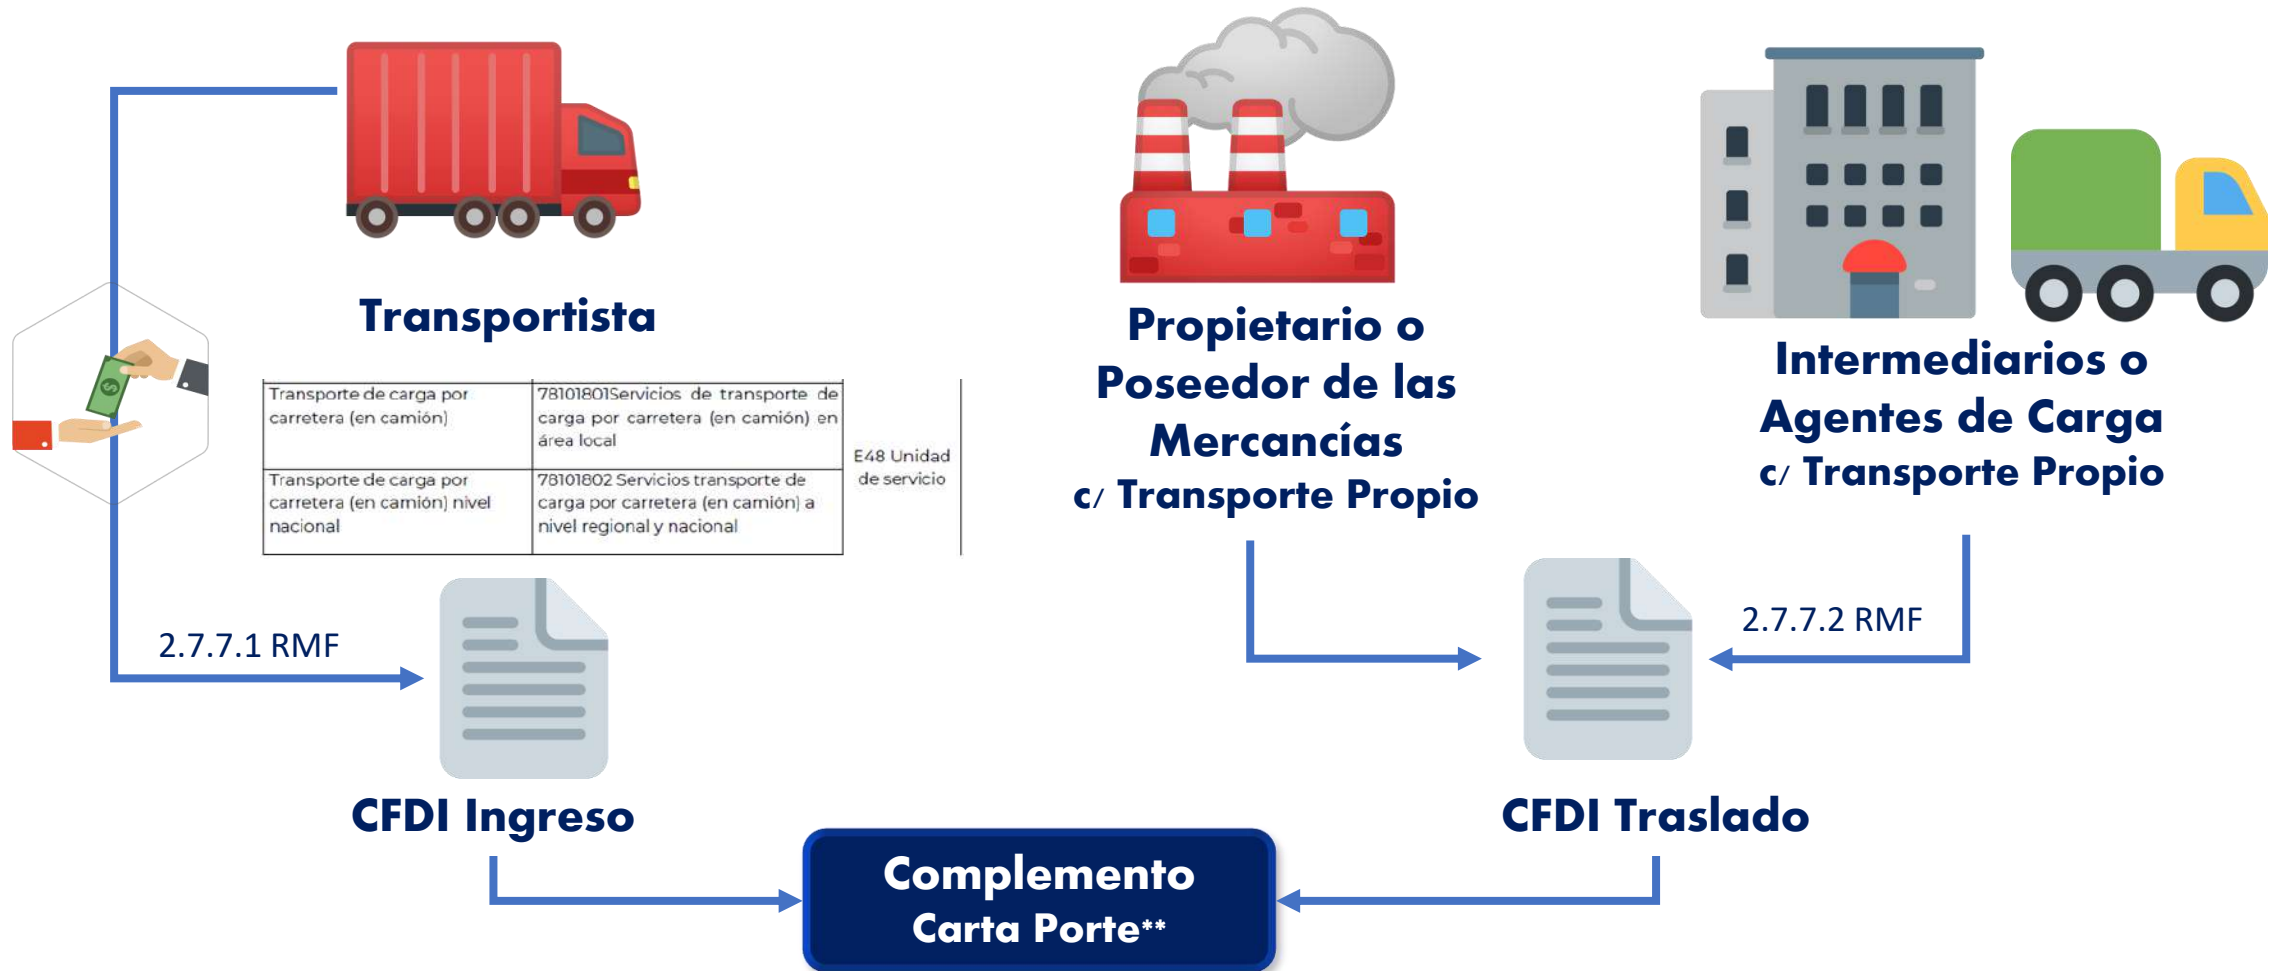 Transportista
Transporte de carga por
carretera (en camión)
78101801Servicios de transporte de
carga por carretera (en camión) en
área local
Transporte de carga por
carretera (en camión) nivel
nacional
78101802 Servicios transporte de
carga por carretera (en camión) a
nivel regional y nacional
E48 Unidad
de servicio
2.7.7.1 RMF
CFDI Ingreso
Propietario o
Poseedor de las
Mercancías
c/ Transporte Propio
Intermediarios o
Agentes de Carga
c/ Transporte Propio
2.7.7.2 RMF
CFDI Traslado
Complemento
Carta Porte**